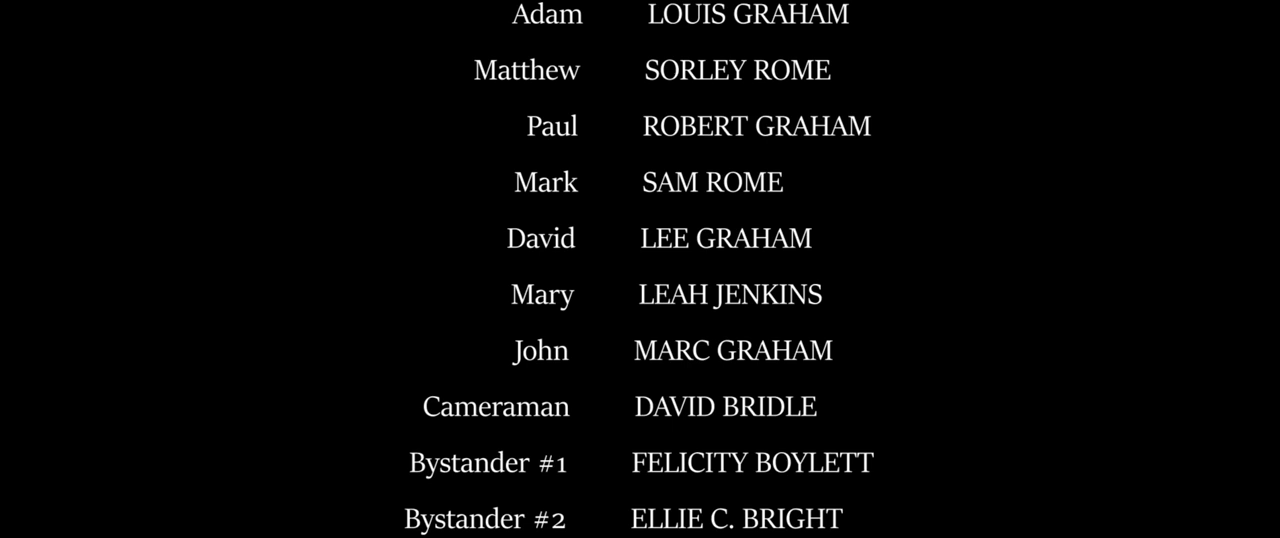 Adam LOUIS GRAHAM
Matthew SORLEY ROME
Paul ROBERT GRAHAM
Mark SAM ROME
David LEE GRAHAM
Mary LEAH JENKINS
John MARC GRAHAM
Cameraman DAVID BRIDLE
Bystander #1 FELICITY BOYLETT
Bystander #2 ELLIE C. BRIGHT